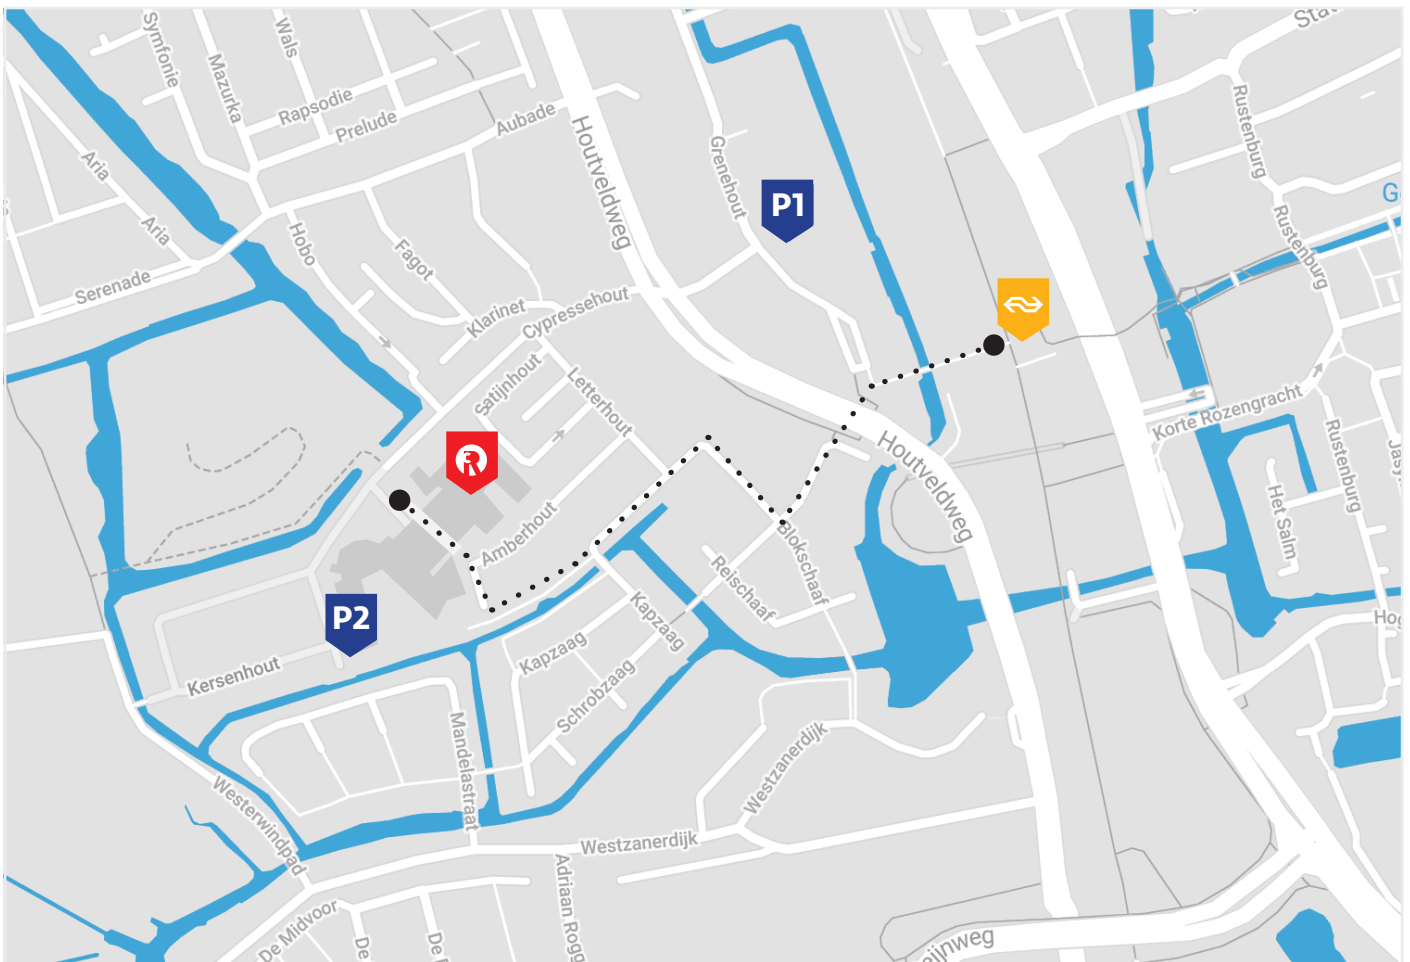 Symfonie
Mazurka
Wals
Rapsodie
Prelude
Aubade
Houtveldweg
Grenehout
P1
Rustenburg
Aria
Aria
Serenade
Hobo
Fagot
Klarinet
Cypressehout
Rustenburg
Satijnhout
Letterhout
Korte Rozengracht
Houtveldweg
Rustenburg
Het Salm
Amberhout
Blokschaaf
Reischaaf
P2
Kapzaag
Kapzaag
Schrobzaag
Kersenhout
Mandelastraat
Westzanerdijk
Westerwindpad
Westzanerdijk
De Midvoor
De
De
Adriaan Rogg